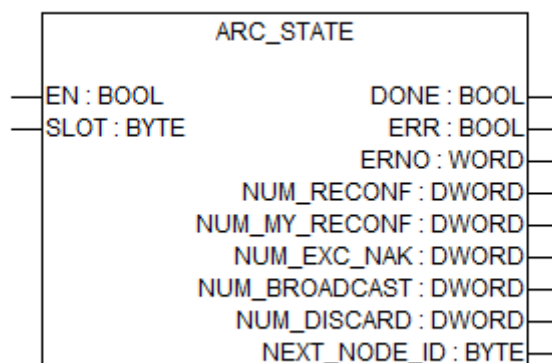 ARC_STATE
EN : BOOL DONE : BOOL
SLOT : BYTE ERR : BOOL
ERNO : WORD
NUM_RECONF : DWORD
NUM_MY_RECONF : DWORD
NUM_EXC_NAK : DWORD
NUM_BROADCAST : DWORD
NUM_DISCARD : DWORD
NEXT_NODE_ID : BYTE